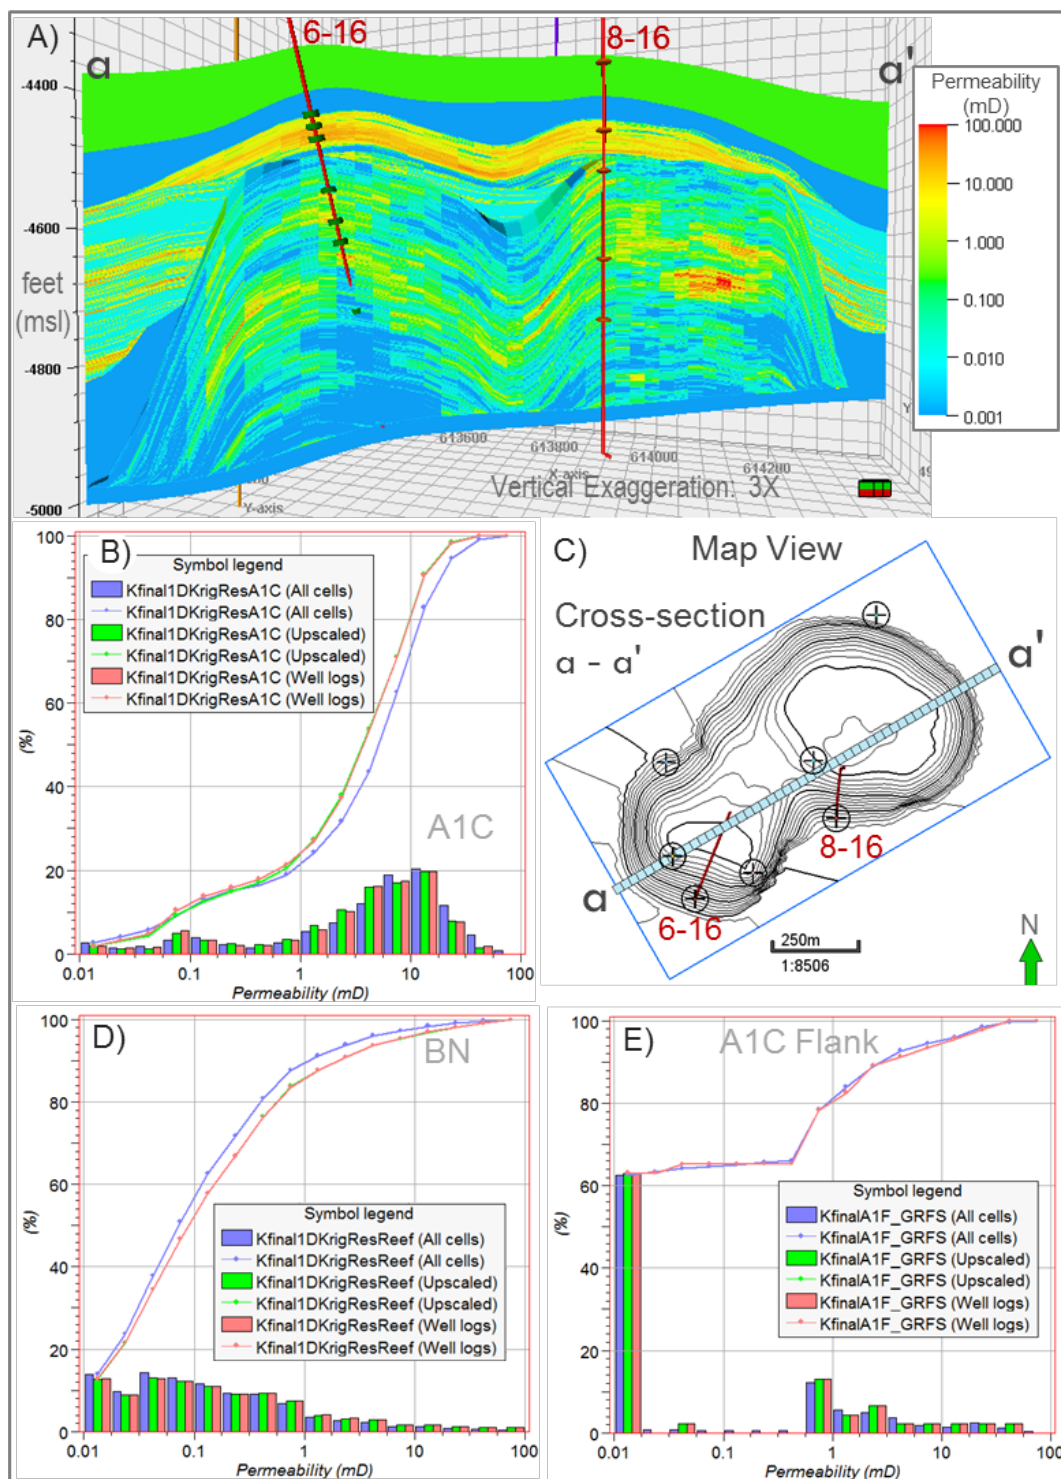 A)
6-16
8-16
a
a'
Permeability
(mD)
100.000
10.000
1.000
0.100
0.010
0.001
-4400
-4600
feet
(msl)
-4800
-5000
613600
613800
614000
614200
X-axis
Y-axis
Y
Vertical Exaggeration: 3X
B)
100
80
60
40
20
0
(%)
Symbol legend
Kfinal1DKrigResA1C (All cells)
Kfinal1DKrigResA1C (All cells)
Kfinal1DKrigResA1C (Upscaled)
Kfinal1DKrigResA1C (Upscaled)
Kfinal1DKrigResA1C (Well logs)
Kfinal1DKrigResA1C (Well logs)
A1C
0.01 0.1 1 10 100
Permeability (mD)
C)
Map View
Cross-section
a - a'
a'
a
8-16
6-16
250m
1:8506
N
D)
BN
100
80
60
40
20
0
(%)
Symbol legend
Kfinal1DKrigResReef (All cells)
Kfinal1DKrigResReef (All cells)
Kfinal1DKrigResReef (Upscaled)
Kfinal1DKrigResReef (Upscaled)
Kfinal1DKrigResReef (Well logs)
Kfinal1DKrigResReef (Well logs)
0.01 0.1 1 10 100
Permeability (mD)
E)
A1C Flank
100
80
60
40
20
0
(%)
Symbol legend
KfinalA1F_GRFS (All cells)
KfinalA1F_GRFS (All cells)
KfinalA1F_GRFS (Upscaled)
KfinalA1F_GRFS (Upscaled)
KfinalA1F_GRFS (Well logs)
KfinalA1F_GRFS (Well logs)
0.01 0.1 1 10 100
Permeability (mD)